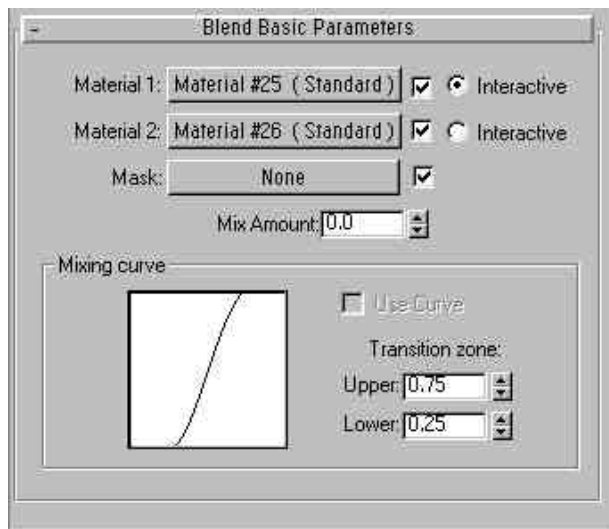 - Blend Basic Parameters
Material 1: Material #25 ( Standard ) Interactive
Material 2: Material #26 ( Standard ) Interactive
Mask: None
Mix Amount: 0.0
Mixing curve
Use Curve
Transition zone:
Upper: 0.75
Lower: 0.25